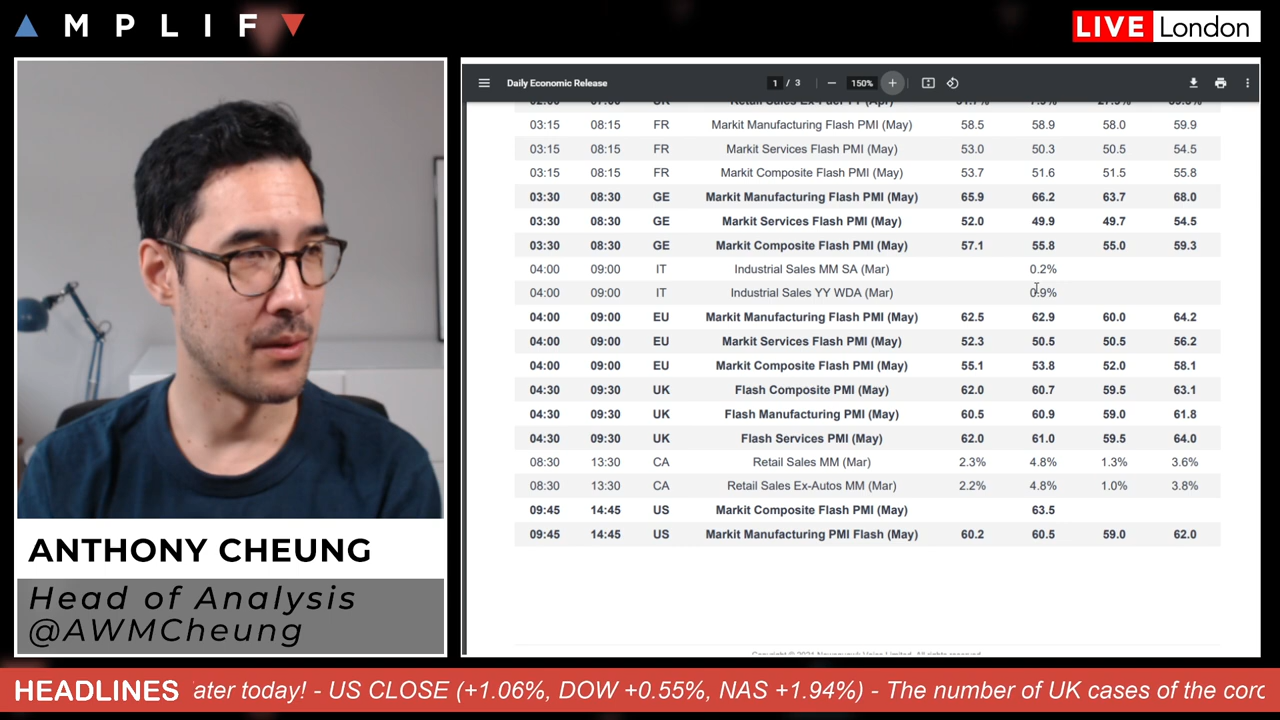 AMPLIFY
LIVE London
Daily Economic Release
1 / 3
150%
03:15 08:15 FR Markit Manufacturing Flash PMI (May) 58.5 58.9 58.0 59.9
03:15 08:15 FR Markit Services Flash PMI (May) 53.0 50.3 50.5 54.5
03:15 08:15 FR Markit Composite Flash PMI (May) 53.7 51.6 51.5 55.8
03:30 08:30 GE Markit Manufacturing Flash PMI (May) 65.9 66.2 63.7 68.0
03:30 08:30 GE Markit Services Flash PMI (May) 52.0 49.9 49.7 54.5
03:30 08:30 GE Markit Composite Flash PMI (May) 57.1 55.8 55.0 59.3
04:00 09:00 IT Industrial Sales MM SA (Mar) 0.2%
04:00 09:00 IT Industrial Sales YY WDA (Mar) 0.9%
04:00 09:00 EU Markit Manufacturing Flash PMI (May) 62.5 62.9 60.0 64.2
04:00 09:00 EU Markit Services Flash PMI (May) 52.3 50.5 50.5 56.2
04:00 09:00 EU Markit Composite Flash PMI (May) 55.1 53.8 52.0 58.1
04:30 09:30 UK Flash Composite PMI (May) 62.0 60.7 59.5 63.1
04:30 09:30 UK Flash Manufacturing PMI (May) 60.5 60.9 59.0 61.8
04:30 09:30 UK Flash Services PMI (May) 62.0 61.0 59.5 64.0
08:30 13:30 CA Retail Sales MM (Mar) 2.3% 4.8% 1.3% 3.6%
08:30 13:30 CA Retail Sales Ex-Autos MM (Mar) 2.2% 4.8% 1.0% 3.8%
09:45 14:45 US Markit Composite Flash PMI (May) 63.5
09:45 14:45 US Markit Manufacturing PMI Flash (May) 60.2 60.5 59.0 62.0
ANTHONY CHEUNG
Head of Analysis
@AWMCheung
HEADLINES ater today! - US CLOSE (+1.06%, DOW +0.55%, NAS +1.94%) - The number of UK cases of the coro